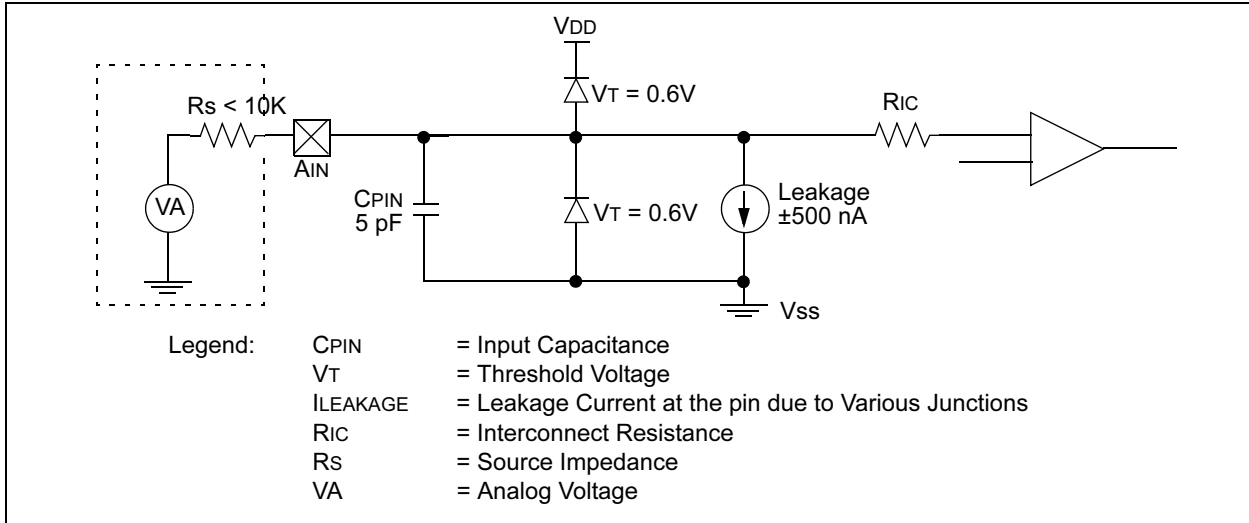 VDD
VT = 0.6V
RS < 10K
RIC
AIN
VA
CPIN
5 pF
VT = 0.6V
Leakage
±500 nA
VSS
Legend: CPIN = Input Capacitance
VT = Threshold Voltage
ILEAKAGE = Leakage Current at the pin due to Various Junctions
RIC = Interconnect Resistance
RS = Source Impedance
VA = Analog Voltage